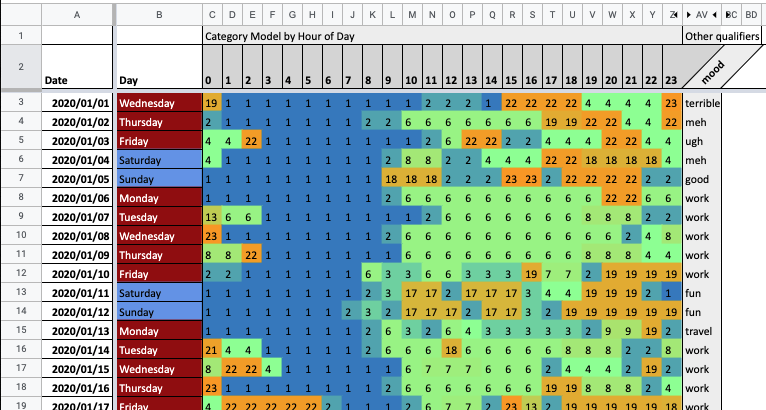 A B C D E F G H I J K L M N O P Q R S T U V W X Y Z AV BC BD
1 Category Model by Hour of Day Other qualifiers
2 Date Day 0 1 2 3 4 5 6 7 8 9 10 11 12 13 14 15 16 17 18 19 20 21 22 23 mood
3 2020/01/01 Wednesday 19 1 1 1 1 1 1 1 1 1 1 2 2 2 1 22 22 22 22 4 4 4 4 23 terrible
4 2020/01/02 Thursday 2 1 1 1 1 1 1 1 2 2 6 6 6 6 6 6 6 19 19 22 22 4 4 22 meh
5 2020/01/03 Friday 4 4 22 1 1 1 1 1 1 1 1 2 6 22 22 2 2 4 4 4 22 22 4 4 ugh
6 2020/01/04 Saturday 4 1 1 1 1 1 1 1 1 2 8 8 2 2 4 4 4 22 22 18 18 18 18 4 meh
7 2020/01/05 Sunday 1 1 1 1 1 1 1 1 1 18 18 18 2 2 2 23 23 2 22 22 22 22 2 2 good
8 2020/01/06 Monday 1 1 1 1 1 1 1 1 1 2 6 6 6 6 6 6 6 6 6 6 22 22 6 6 work
9 2020/01/07 Tuesday 13 6 6 1 1 1 1 1 1 1 1 2 6 6 6 6 6 6 6 8 8 8 2 2 work
10 2020/01/08 Wednesday 23 1 1 1 1 1 1 1 1 2 6 6 6 6 6 6 6 6 6 6 6 2 4 8 work
11 2020/01/09 Thursday 8 8 22 1 1 1 1 1 1 1 6 6 6 6 6 6 6 6 6 8 8 8 4 4 work
12 2020/01/10 Friday 2 2 1 1 1 1 1 1 6 3 3 6 6 3 3 3 19 7 7 2 19 19 19 19 work
13 2020/01/11 Saturday 1 1 1 1 1 1 1 1 2 3 17 17 2 17 17 17 3 4 4 19 19 19 2 1 fun
14 2020/01/12 Sunday 1 1 1 1 1 1 1 2 3 2 17 17 17 2 17 17 3 2 19 19 19 19 19 19 fun
15 2020/01/13 Monday 1 1 1 1 1 1 1 1 2 6 3 2 6 4 3 3 3 3 3 2 9 9 19 2 travel
16 2020/01/14 Tuesday 21 4 4 1 1 1 1 1 2 6 6 6 18 6 6 6 6 6 8 8 8 2 2 8 work
17 2020/01/15 Wednesday 8 22 22 4 1 1 1 1 1 1 6 7 7 7 6 6 6 2 4 4 4 2 19 2 work
18 2020/01/16 Thursday 23 1 1 1 1 1 1 1 1 1 6 6 6 6 6 6 6 19 19 8 8 8 4 4 work
19 2020/01/17 Friday 4 22 22 22 22 22 2 1 1 1 2 6 7 7 2 23 13 2 19 19 19 19 19 18 work